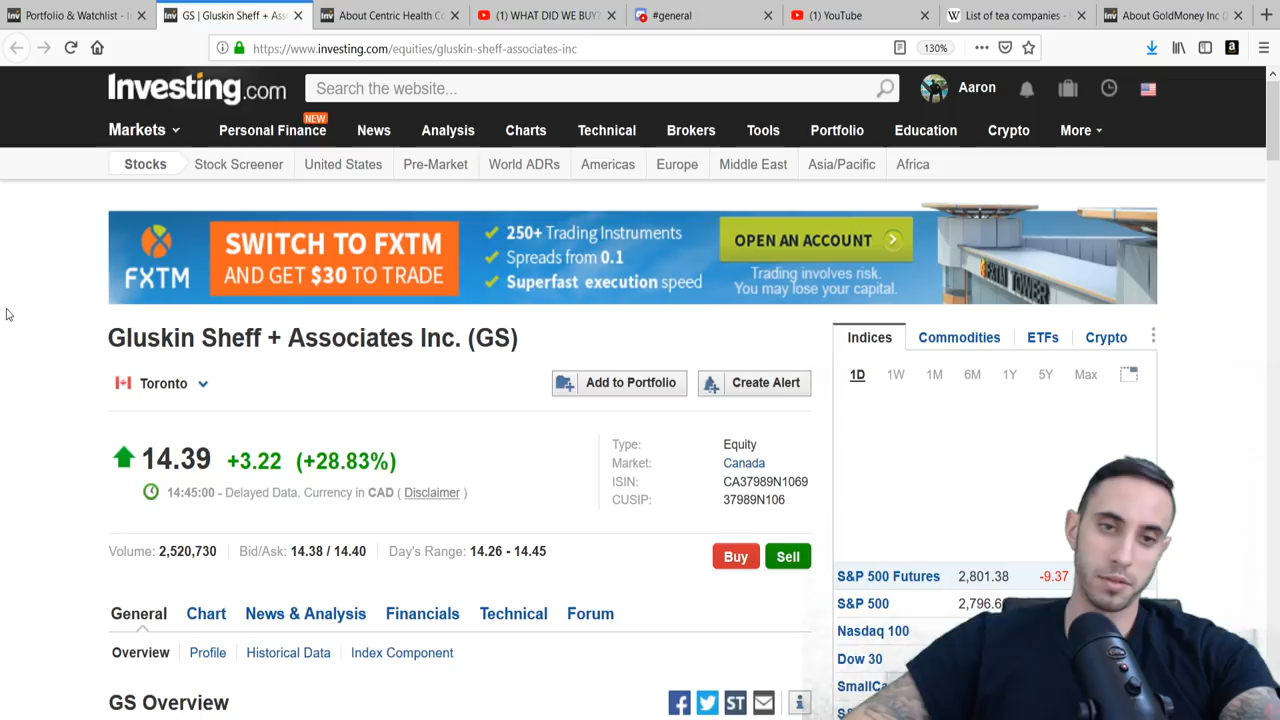 Portfolio & Watchlist - In
GS | Gluskin Sheff + Ass
About Centric Health Co
(1) WHAT DID WE BUY?
#general
(1) YouTube
List of tea companies -
About GoldMoney Inc (
https://www.investing.com/equities/gluskin-sheff-associates-inc
130%
Investing.com
Search the website...
Aaron
NEW
Markets
Personal Finance
News
Analysis
Charts
Technical
Brokers
Tools
Portfolio
Education
Crypto
More
Stocks
Stock Screener
United States
Pre-Market
World ADRs
Americas
Europe
Middle East
Asia/Pacific
Africa
FXTM
SWITCH TO FXTM
AND GET $30 TO TRADE
250+ Trading Instruments
Spreads from 0.1
Superfast execution speed
OPEN AN ACCOUNT
Trading involves risk.
You may lose your capital.
FXTM TOWER
Gluskin Sheff + Associates Inc. (GS)
Toronto
Add to Portfolio
Create Alert
14.39 +3.22 (+28.83%)
14:45:00 - Delayed Data. Currency in CAD ( Disclaimer )
Type: Equity
Market: Canada
ISIN: CA37989N1069
CUSIP: 37989N106
Volume: 2,520,730
Bid/Ask: 14.38 / 14.40
Day's Range: 14.26 - 14.45
Buy
Sell
General
Chart
News & Analysis
Financials
Technical
Forum
Overview
Profile
Historical Data
Index Component
GS Overview
ST
Indices
Commodities
ETFs
Crypto
1D
1W
1M
6M
1Y
5Y
Max
S&P 500 Futures 2,801.38 -9.37
S&P 500 2,796.6
Nasdaq 100
Dow 30
SmallCa